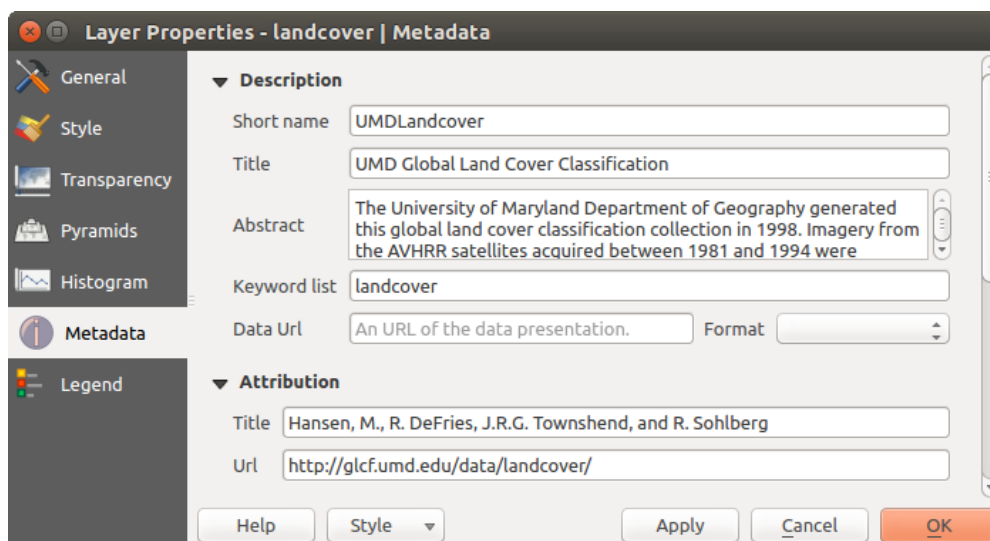 Layer Properties - landcover | Metadata
General
Style
Transparency
Pyramids
Histogram
Metadata
Legend
Description
Short name UMDLandcover
Title UMD Global Land Cover Classification
Abstract The University of Maryland Department of Geography generated
this global land cover classification collection in 1998. Imagery from
the AVHRR satellites acquired between 1981 and 1994 were
Keyword list landcover
Data Url An URL of the data presentation. Format
Attribution
Title Hansen, M., R. DeFries, J.R.G. Townshend, and R. Sohlberg
Url http://glcf.umd.edu/data/landcover/
Help Style Apply Cancel OK